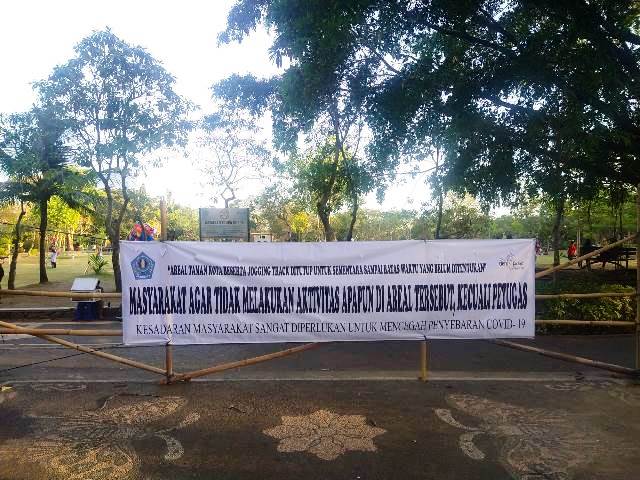 "AREAL TAMAN KOTA BESERTA JOGGING TRACK DITUTUP UNTUK SEMENTARA SAMPAI BATAS WAKTU YANG BELUM DITENTUKAN"
MASYARAKAT AGAR TIDAK MELAKUKAN AKTIVITAS APAPUN DI AREAL TERSEBUT, KECUALI PETUGAS
KESADARAN MASYARAKAT SANGAT DIPERLUKAN UNTUK MENCEGAH PENYEBARAN COVID- 19